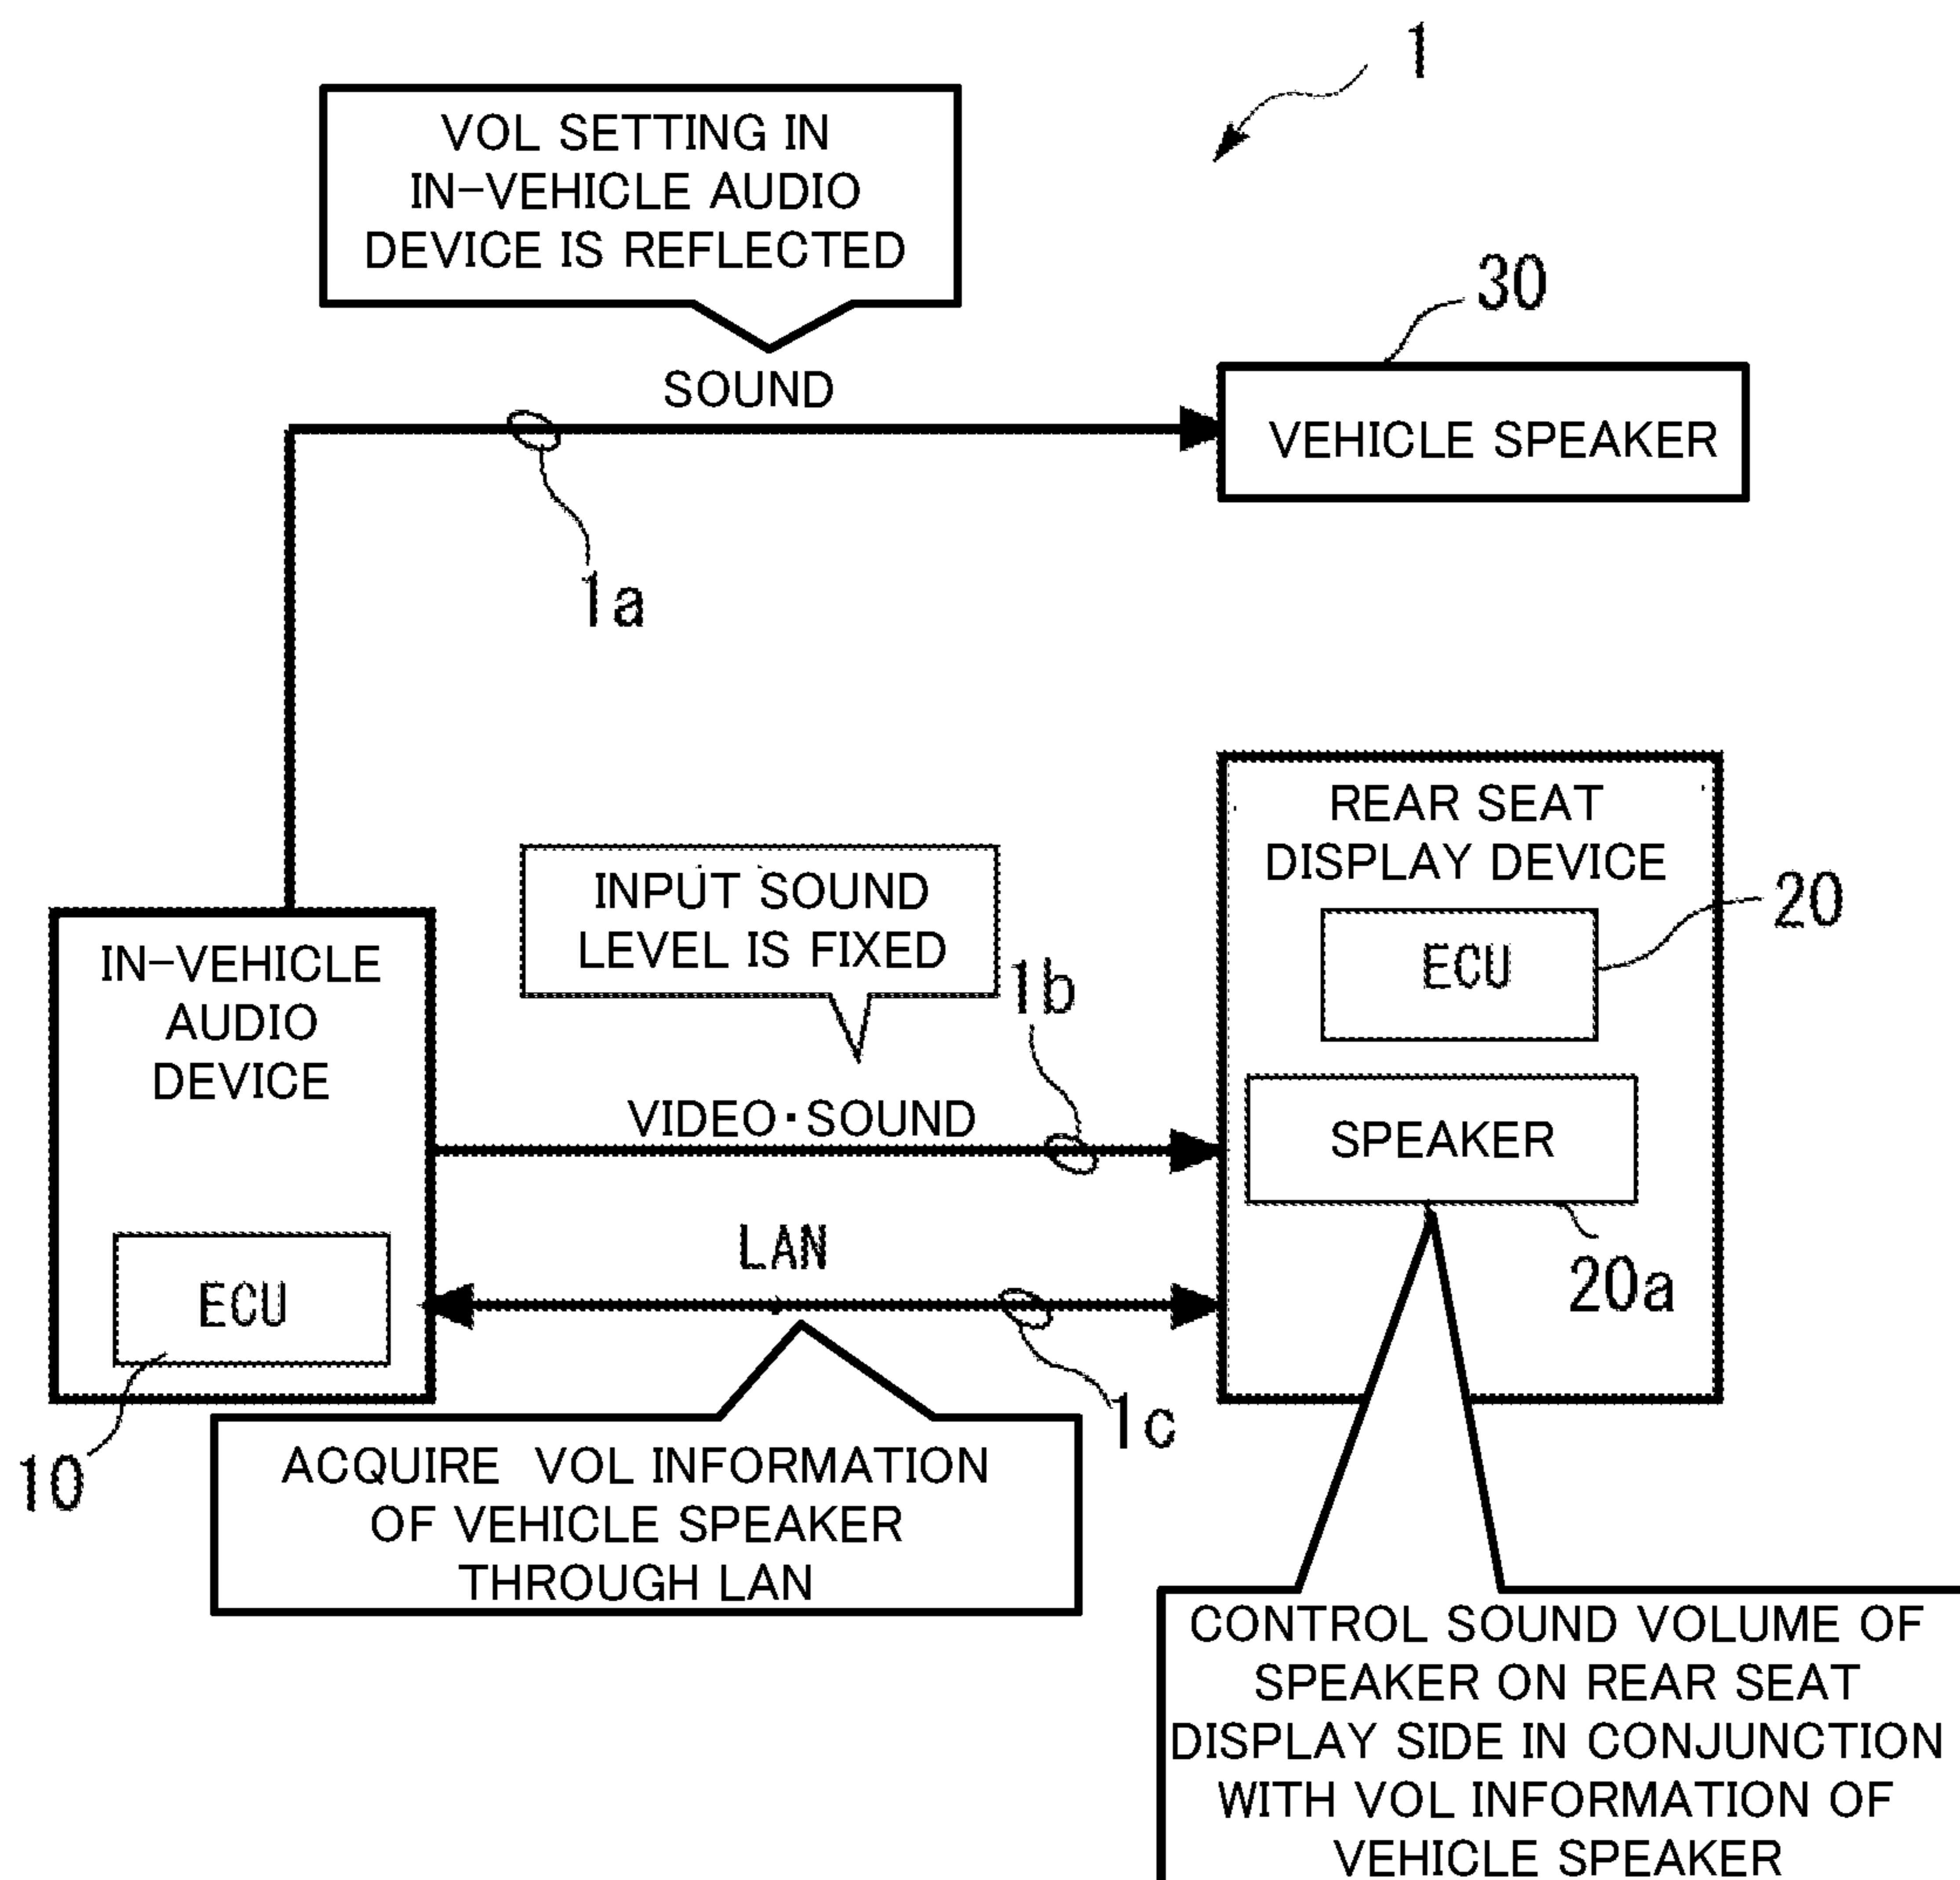 1
VOL SETTING IN
IN-VEHICLE AUDIO
DEVICE IS REFLECTED
30
SOUND
VEHICLE SPEAKER
1a
REAR SEAT
DISPLAY DEVICE
20
ECU
INPUT SOUND
LEVEL IS FIXED
1b
IN-VEHICLE
AUDIO
DEVICE
VIDEO・SOUND
SPEAKER
LAN
20a
ECU
1c
10
ACQUIRE VOL INFORMATION
OF VEHICLE SPEAKER
THROUGH LAN
CONTROL SOUND VOLUME OF
SPEAKER ON REAR SEAT
DISPLAY SIDE IN CONJUNCTION
WITH VOL INFORMATION OF
VEHICLE SPEAKER